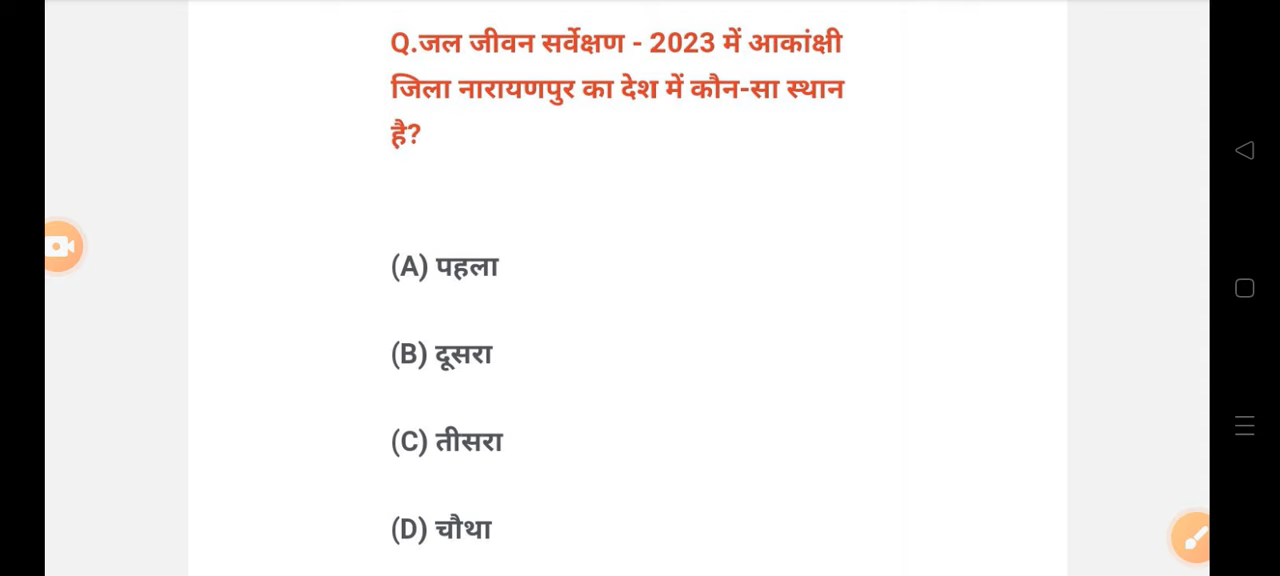 Q.जल जीवन सर्वेक्षण - 2023 में आकांक्षी
जिला नारायणपुर का देश में कौन-सा स्थान
है?
(A) पहला
(B) दूसरा
(C) तीसरा
(D) चौथा